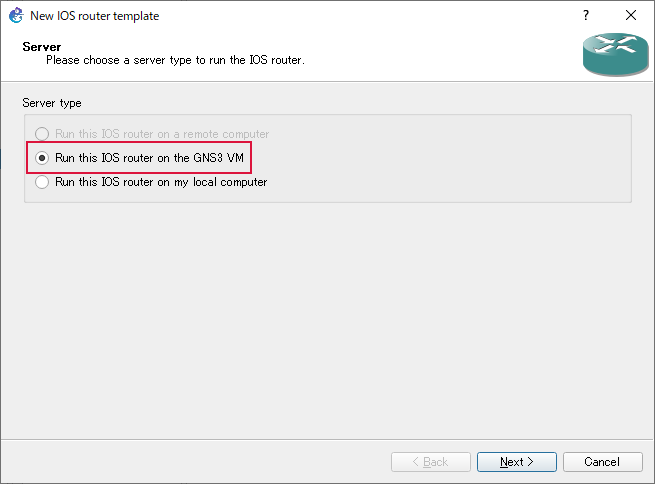 New IOS router template
?
Server
Please choose a server type to run the IOS router.
Server type
Run this IOS router on a remote computer
Run this IOS router on the GNS3 VM
Run this IOS router on my local computer
< Back
Next >
Cancel